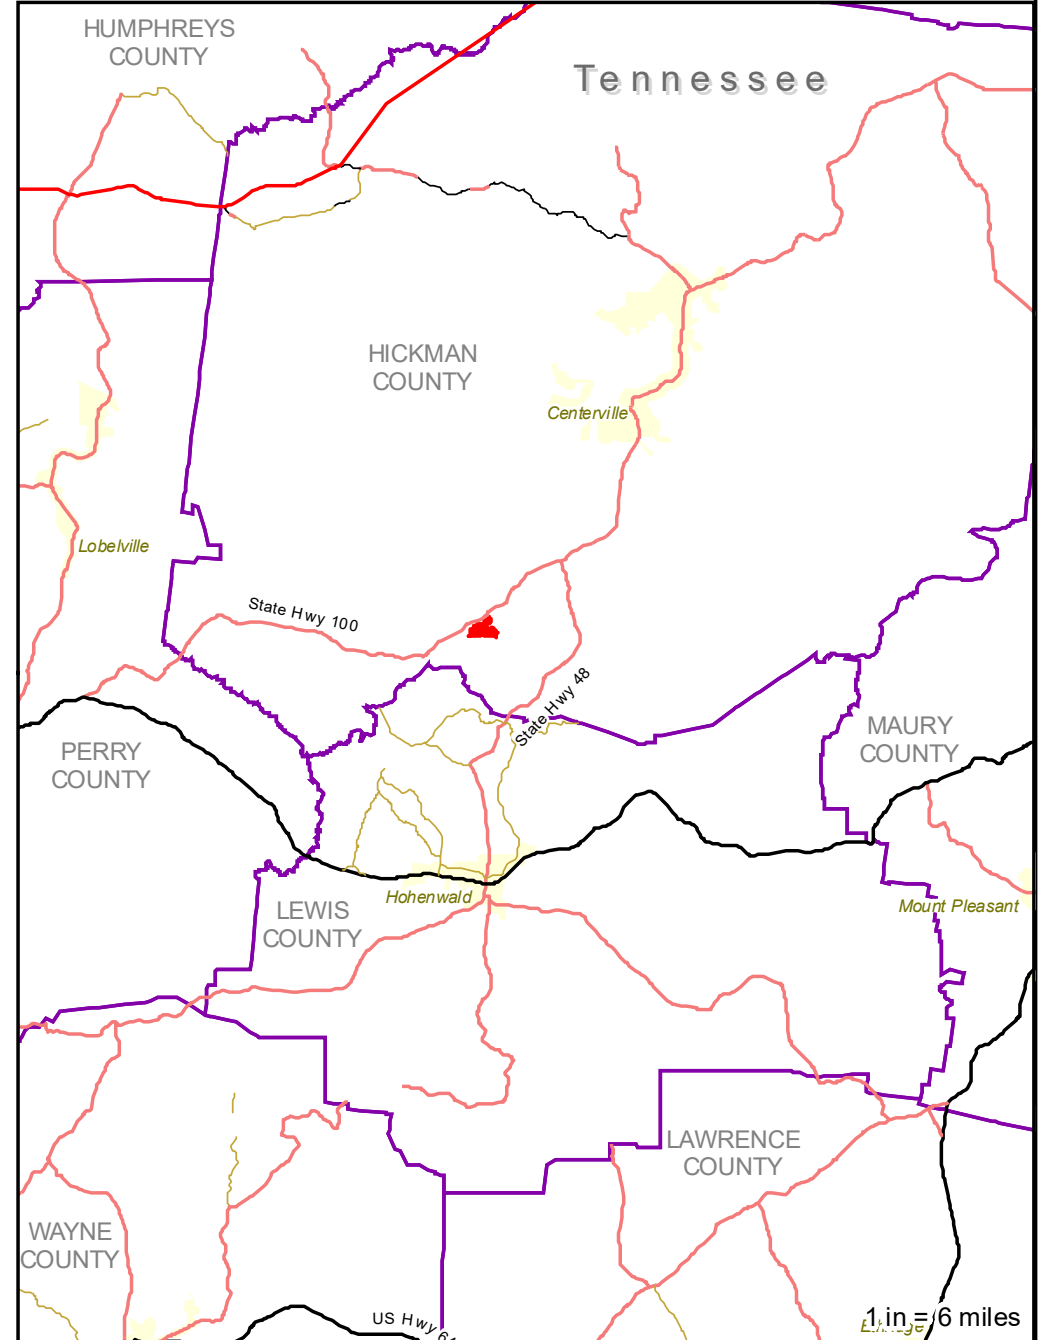 HUMPHREYS
COUNTY
Tennessee
HICKMAN
COUNTY
Centerville
Lobelville
State Hwy 100
State Hwy 48
MAURY
COUNTY
PERRY
COUNTY
Hohenwald
LEWIS
COUNTY
Mount Pleasant
LAWRENCE
COUNTY
WAYNE
COUNTY
US Hwy 64
1 in = 6 miles